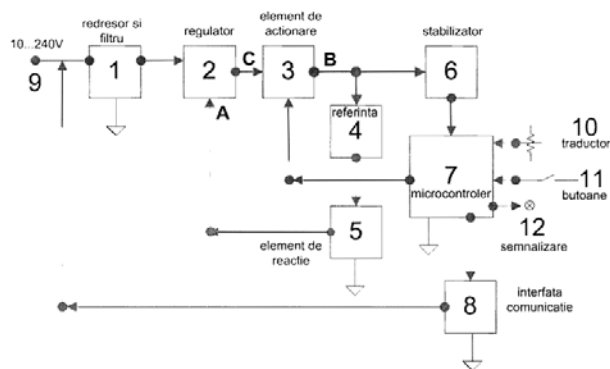 redresor si
filtru
regulator
element de
actionare
stabilizator
10...240V
9
1
2
C
3
B
6
A
referinta
4
10
traductor
7
microcontroler
11
butoane
12
semnalizare
5
element de
reactie
8
interfata
comunicatie